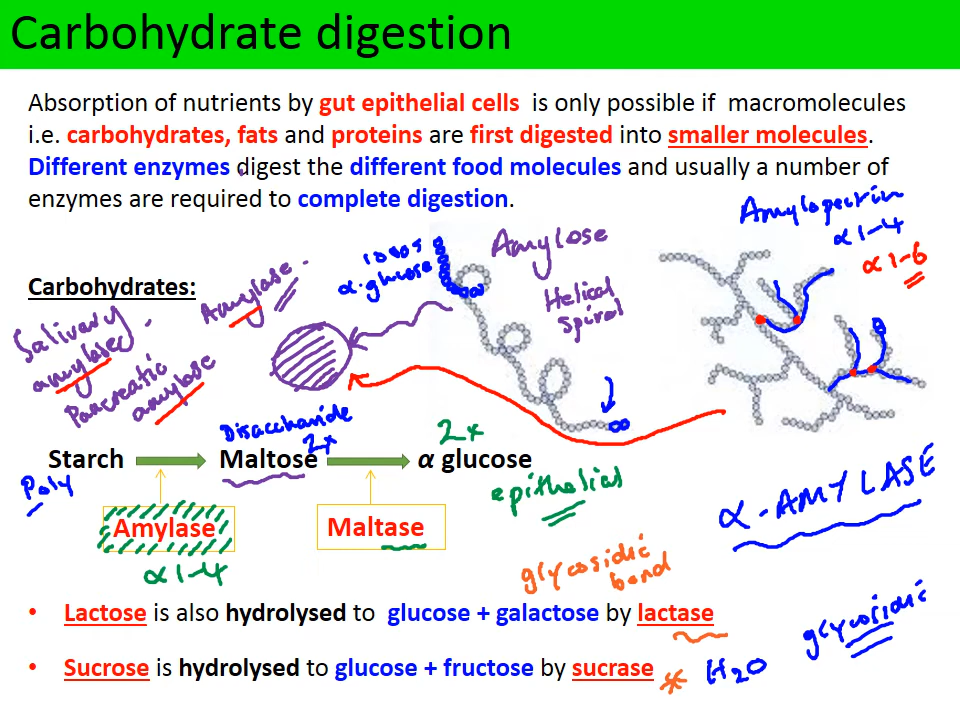 Carbohydrate digestion
Absorption of nutrients by gut epithelial cells is only possible if macromolecules
i.e. carbohydrates, fats and proteins are first digested into smaller molecules.
Different enzymes digest the different food molecules and usually a number of
enzymes are required to complete digestion.
Amylopectin
α 1-4
α 1-6
Carbohydrates:
Amylase.
1000s
α-glucose
Amylose
Helical
spiral
Salivary
amylase
Pancreatic
amylase
Disaccharide
2x
2x
Starch
Maltose
α glucose
Poly
epithelial
α-AMYLASE
Amylase
Maltase
α 1-4
glycosidic
bond
• Lactose is also hydrolysed to glucose + galactose by lactase
glycosidic
• Sucrose is hydrolysed to glucose + fructose by sucrase
* H2O